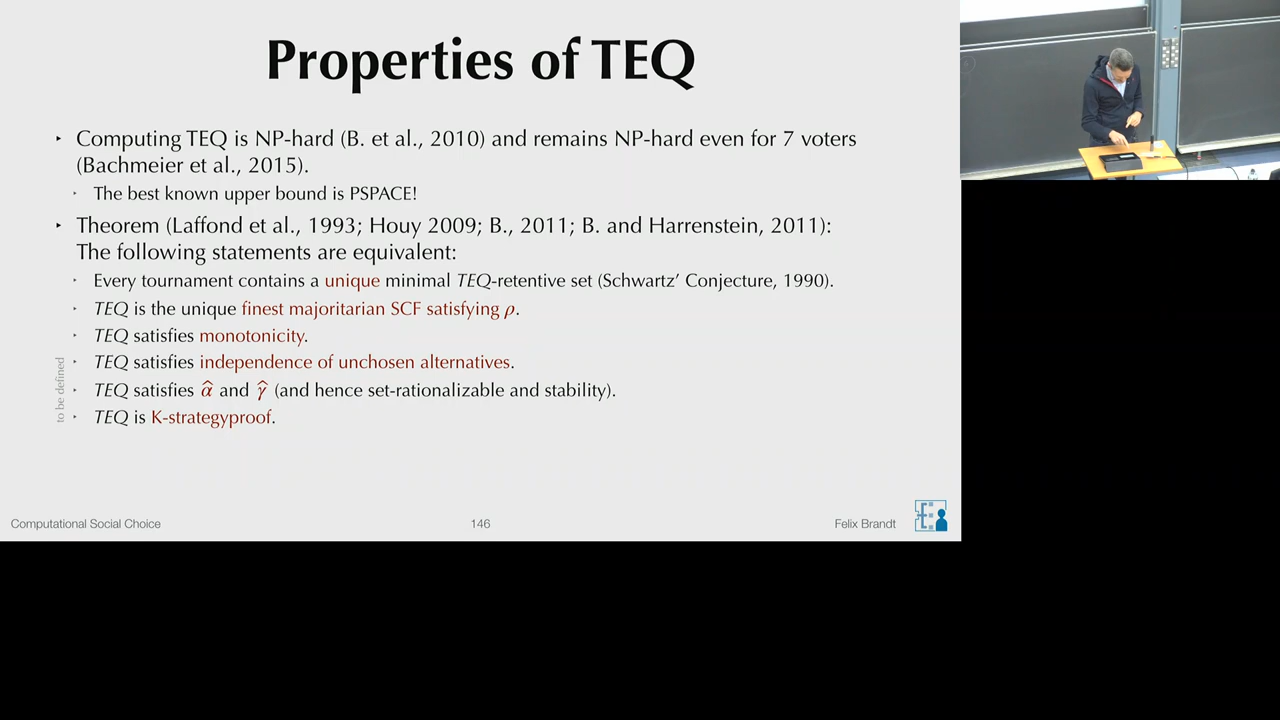 Properties of TEQ
‣ Computing TEQ is NP-hard (B. et al., 2010) and remains NP-hard even for 7 voters
(Bachmeier et al., 2015).
‣ The best known upper bound is PSPACE!
‣ Theorem (Laffond et al., 1993; Houy 2009; B., 2011; B. and Harrenstein, 2011):
The following statements are equivalent:
‣ Every tournament contains a unique minimal TEQ-retentive set (Schwartz’ Conjecture, 1990).
‣ TEQ is the unique finest majoritarian SCF satisfying ρ.
‣ TEQ satisfies monotonicity.
‣ TEQ satisfies independence of unchosen alternatives.
‣ TEQ satisfies α̂ and γ̂ (and hence set-rationalizable and stability).
‣ TEQ is K-strategyproof.
to be defined
Computational Social Choice
146
Felix Brandt